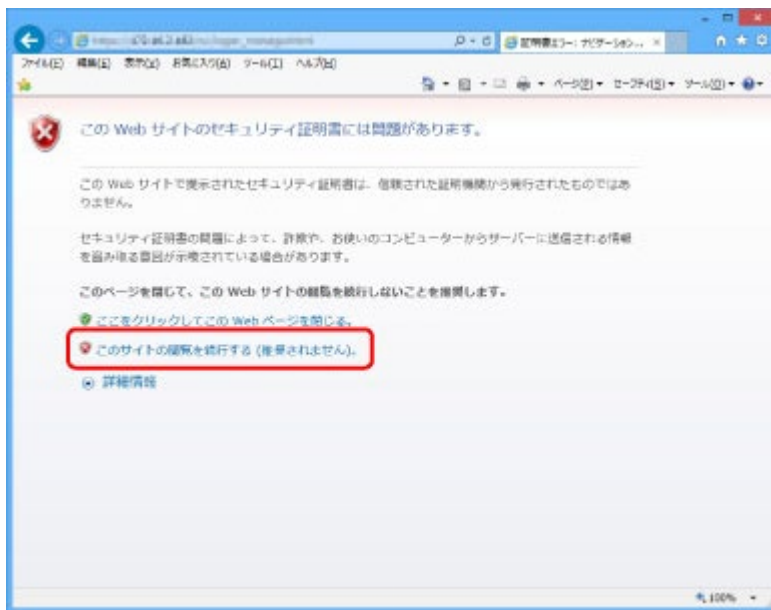 証明書エラー: ナビゲーション...
ファイル(E) 編集(E) 表示(V) お気に入り(A) ツール(T) ヘルプ(H)
ページ(P) セーフティ(S) ツール(O)
この Web サイトのセキュリティ証明書には問題があります。
この Web サイトで提示されたセキュリティ証明書は、信頼された証明機関から発行されたものではあ
りません。
セキュリティ証明書の問題によって、詐欺や、お使いのコンピューターからサーバーに送信される情報
を盗み取る意図が示唆されている場合があります。
このページを閉じて、この Web サイトの閲覧を続行しないことを推奨します。
ここをクリックしてこの Web ページを閉じる。
このサイトの閲覧を続行する (推奨されません)。
詳細情報
100%